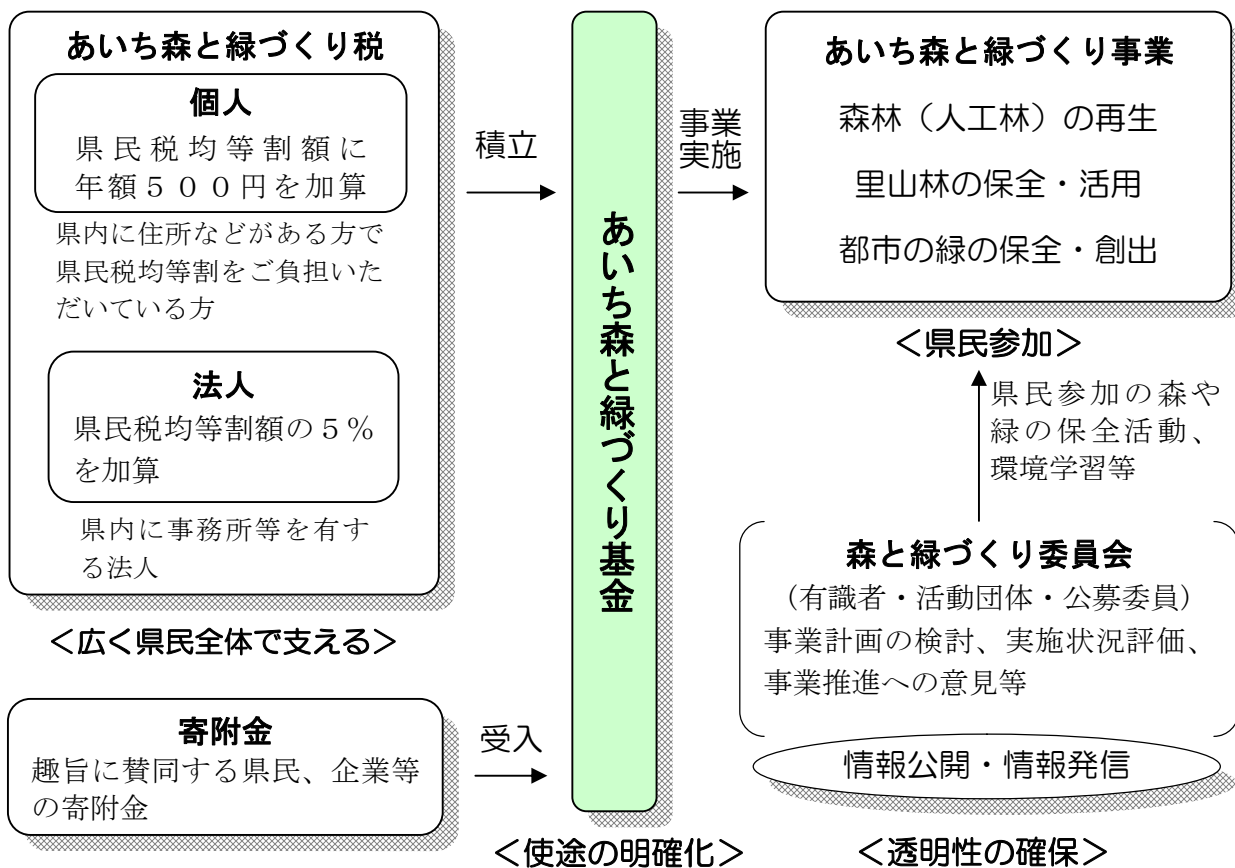 あいち森と緑づくり税
個人
県民税均等割額に
年額５００円を加算
県内に住所などがある方で
県民税均等割をご負担いた
だいている方
法人
県民税均等割額の５％
を加算
県内に事務所等を有す
る法人
＜広く県民全体で支える＞
寄附金
趣旨に賛同する県民、企業等
の寄附金
積立
受入
あいち森と緑づくり基金
＜使途の明確化＞
事業
実施
あいち森と緑づくり事業
森林（人工林）の再生
里山林の保全・活用
都市の緑の保全・創出
＜県民参加＞
県民参加の森や
緑の保全活動、
環境学習等
森と緑づくり委員会
（有識者・活動団体・公募委員）
事業計画の検討、実施状況評価、
事業推進への意見等
情報公開・情報発信
＜透明性の確保＞